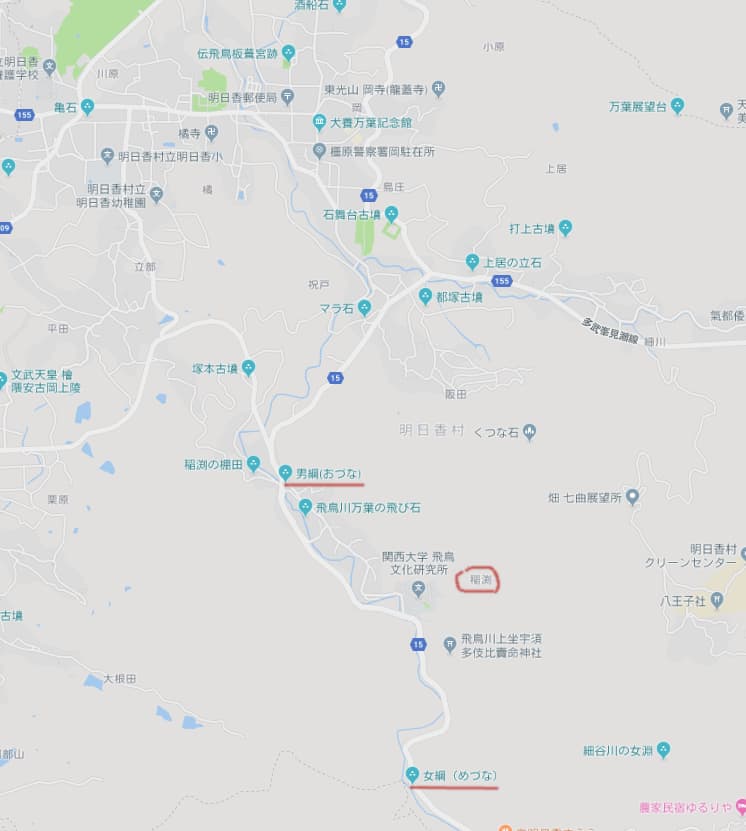 酒船石
15
小原
伝飛鳥板蓋宮跡
川原
東光山 岡寺(龍蓋寺)
明日香郵便局
岡
155
亀石
万葉展望台
犬養万葉記念館
橘寺
橿原警察署岡駐在所
明日香村立明日香小
上居
明日香村立
明日香幼稚園
橘
島庄
15
石舞台古墳
打上古墳
09
上居の立石
立部
祝戸
155
都塚古墳
マラ石
多武峯見瀬線
細川
平田
塚本古墳
文武天皇 檜
隈安古岡上陵
15
阪田
明日香村
くつな石
稲渕の棚田
男綱(おづな)
栗原
畑 七曲展望所
飛鳥川万葉の飛び石
関西大学 飛鳥
文化研究所
稲渕
明日香村
クリーンセンター
八王子社
古墳
15
飛鳥川上坐宇須
多伎比賣命神社
大根田
細谷川の女淵
女綱（めづな）
農家民宿ゆるりや